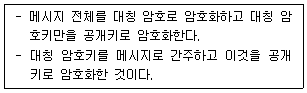 - 메시지 전체를 대칭 암호로 암호화하고 대칭 암
호키만을 공개키로 암호화한다.
- 대칭 암호키를 메시지로 간주하고 이것을 공개
키로 암호화한 것이다.